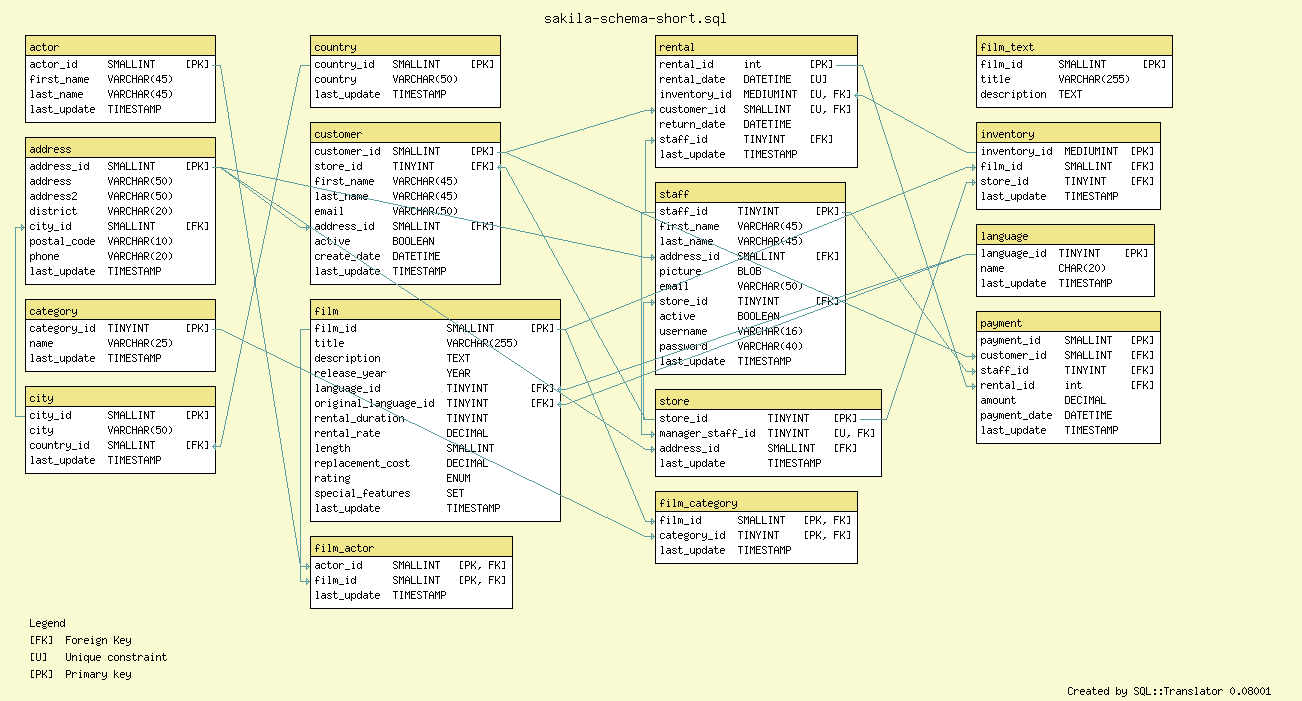 sakila-schema-short.sql
actor
actor_id SMALLINT [PK]
first_name VARCHAR(45)
last_name VARCHAR(45)
last_update TIMESTAMP
address
address_id SMALLINT [PK]
address VARCHAR(50)
address2 VARCHAR(50)
district VARCHAR(20)
city_id SMALLINT [FK]
postal_code VARCHAR(10)
phone VARCHAR(20)
last_update TIMESTAMP
category
category_id TINYINT [PK]
name VARCHAR(25)
last_update TIMESTAMP
city
city_id SMALLINT [PK]
city VARCHAR(50)
country_id SMALLINT [FK]
last_update TIMESTAMP
country
country_id SMALLINT [PK]
country VARCHAR(50)
last_update TIMESTAMP
customer
customer_id SMALLINT [PK]
store_id TINYINT [FK]
first_name VARCHAR(45)
last_name VARCHAR(45)
email VARCHAR(50)
address_id SMALLINT [FK]
active BOOLEAN
create_date DATETIME
last_update TIMESTAMP
film
film_id SMALLINT [PK]
title VARCHAR(255)
description TEXT
release_year YEAR
language_id TINYINT [FK]
original_language_id TINYINT [FK]
rental_duration TINYINT
rental_rate DECIMAL
length SMALLINT
replacement_cost DECIMAL
rating ENUM
special_features SET
last_update TIMESTAMP
film_actor
actor_id SMALLINT [PK, FK]
film_id SMALLINT [PK, FK]
last_update TIMESTAMP
rental
rental_id int [PK]
rental_date DATETIME [U]
inventory_id MEDIUMINT [U, FK]
customer_id SMALLINT [U, FK]
return_date DATETIME
staff_id TINYINT [FK]
last_update TIMESTAMP
staff
staff_id TINYINT [PK]
first_name VARCHAR(45)
last_name VARCHAR(45)
address_id SMALLINT [FK]
picture BLOB
email VARCHAR(50)
store_id TINYINT [FK]
active BOOLEAN
username VARCHAR(16)
password VARCHAR(40)
last_update TIMESTAMP
store
store_id TINYINT [PK]
manager_staff_id TINYINT [U, FK]
address_id SMALLINT [FK]
last_update TIMESTAMP
film_category
film_id SMALLINT [PK, FK]
category_id TINYINT [PK, FK]
last_update TIMESTAMP
film_text
film_id SMALLINT [PK]
title VARCHAR(255)
description TEXT
inventory
inventory_id MEDIUMINT [PK]
film_id SMALLINT [FK]
store_id TINYINT [FK]
last_update TIMESTAMP
language
language_id TINYINT [PK]
name CHAR(20)
last_update TIMESTAMP
payment
payment_id SMALLINT [PK]
customer_id SMALLINT [FK]
staff_id TINYINT [FK]
rental_id int [FK]
amount DECIMAL
payment_date DATETIME
last_update TIMESTAMP
Legend
[FK] Foreign Key
[U] Unique constraint
[PK] Primary key
Created by SQL::Translator 0.08001